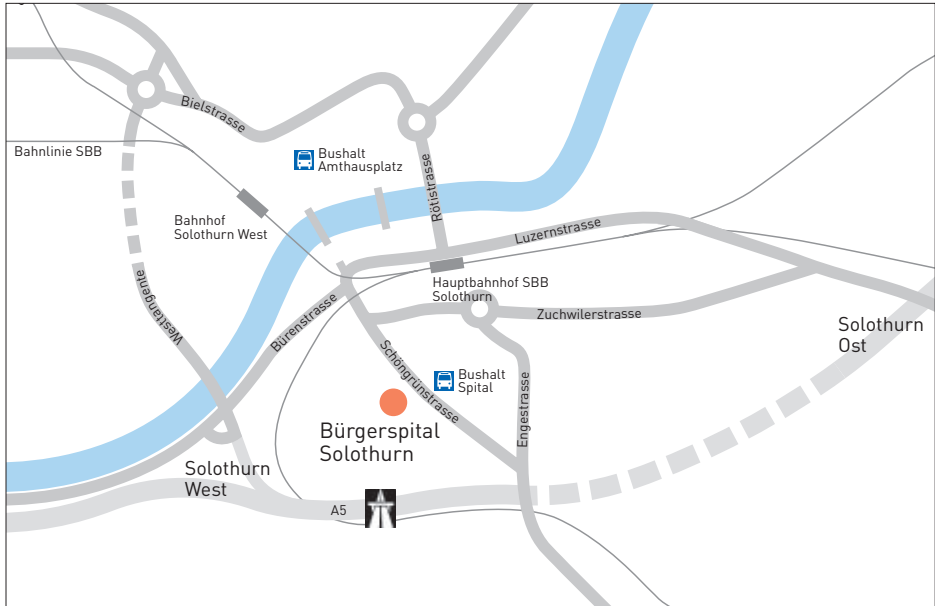 Bielstrasse
Bahnlinie SBB
Bushalt
Amthausplatz
Rötistrasse
Bahnhof
Solothurn West
Luzernstrasse
Hauptbahnhof SBB
Solothurn
Westtangente
Bürenstrasse
Zuchwilerstrasse
Solothurn
Ost
Schöngrünstrasse
Bushalt
Spital
Engestrasse
Bürgerspital
Solothurn
Solothurn
West
A5